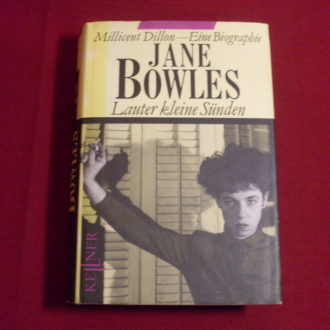 Millicent Dillon — Eine Biographie
JANE
BOWLES
Lauter kleine Sünden
KELLNER